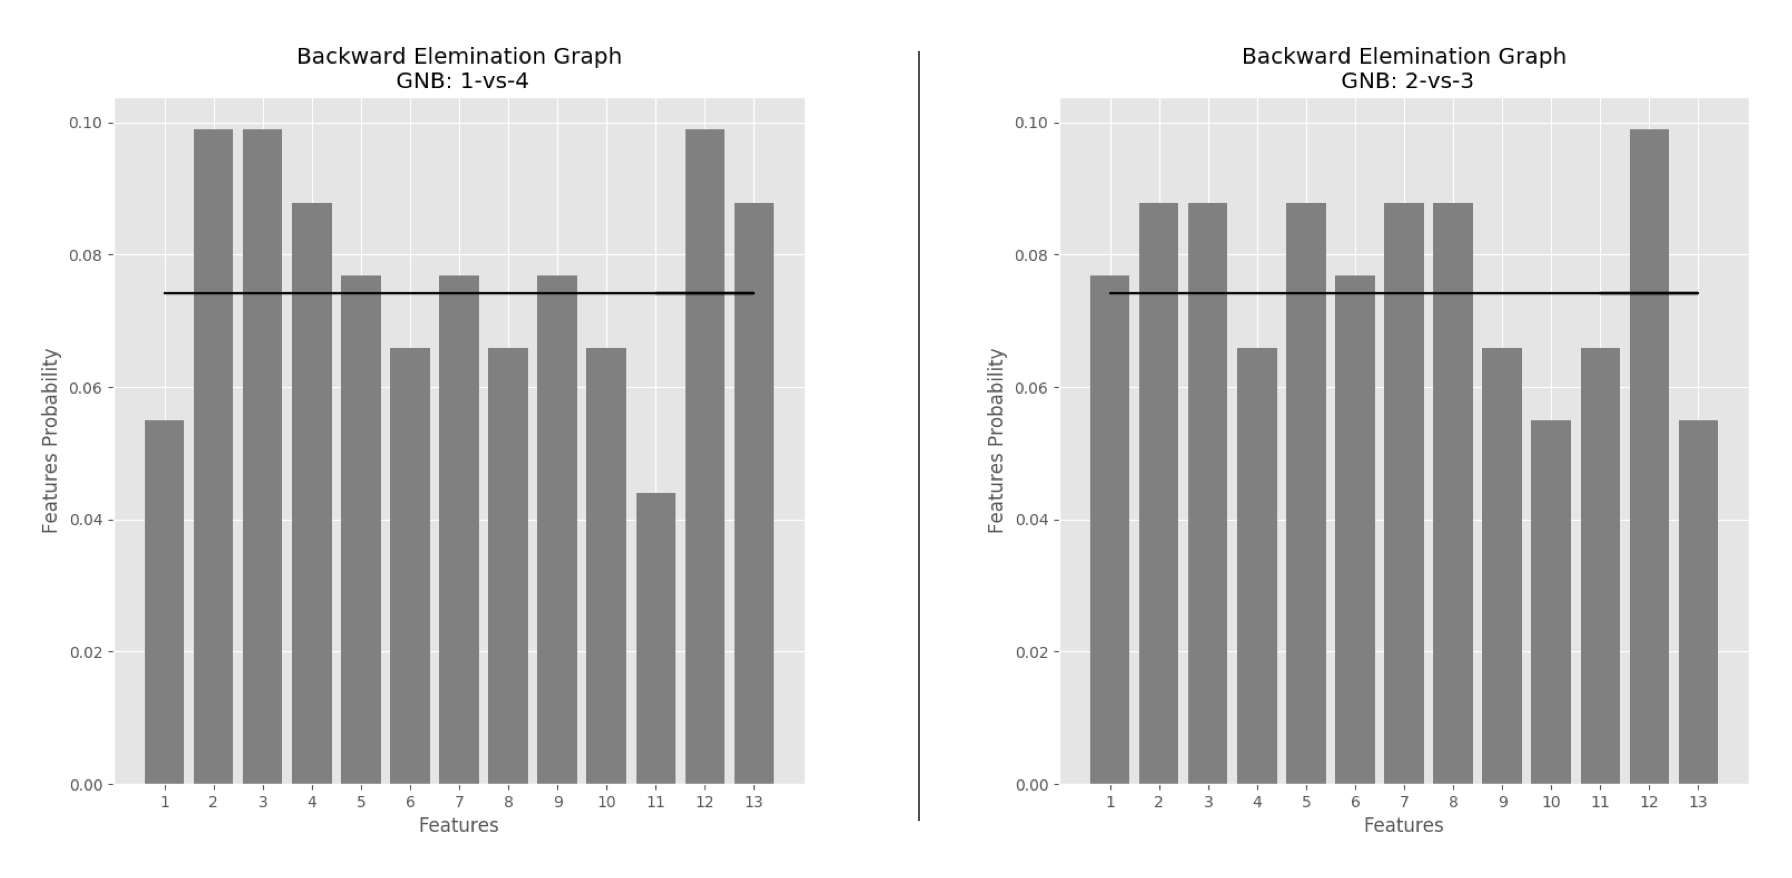 Backward Elemination Graph
GNB: 1-vs-4
0.10
0.08
0.06
0.04
0.02
0.00
Features Probability
1 2 3 4 5 6 7 8 9 10 11 12 13
Features
Backward Elemination Graph
GNB: 2-vs-3
0.10
0.08
0.06
0.04
0.02
0.00
Features Probability
1 2 3 4 5 6 7 8 9 10 11 12 13
Features